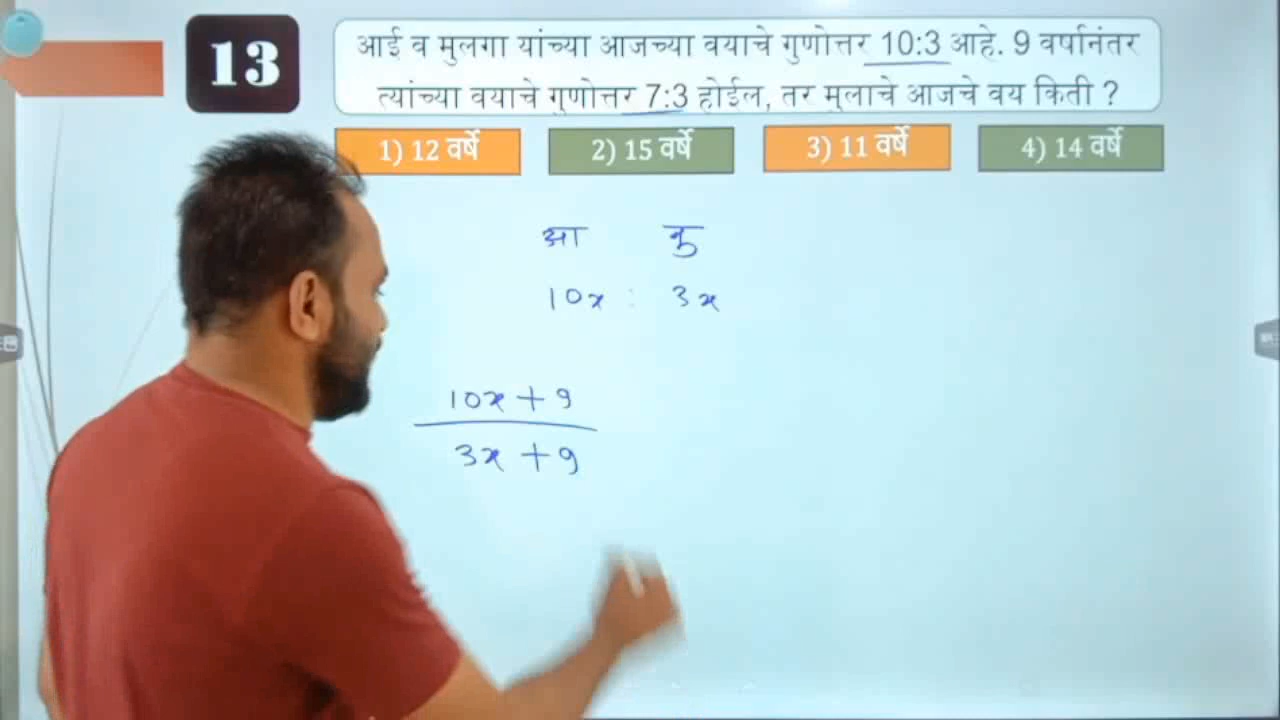 13
आई व मुलगा यांच्या आजच्या वयाचे गुणोत्तर 10:3 आहे. 9 वर्षानंतर
त्यांच्या वयाचे गुणोत्तर 7:3 होईल, तर मुलाचे आजचे वय किती ?
1) 12 वर्षे 2) 15 वर्षे 3) 11 वर्षे 4) 14 वर्षे
आ मु
10x : 3x
10x + 9
3x + 9